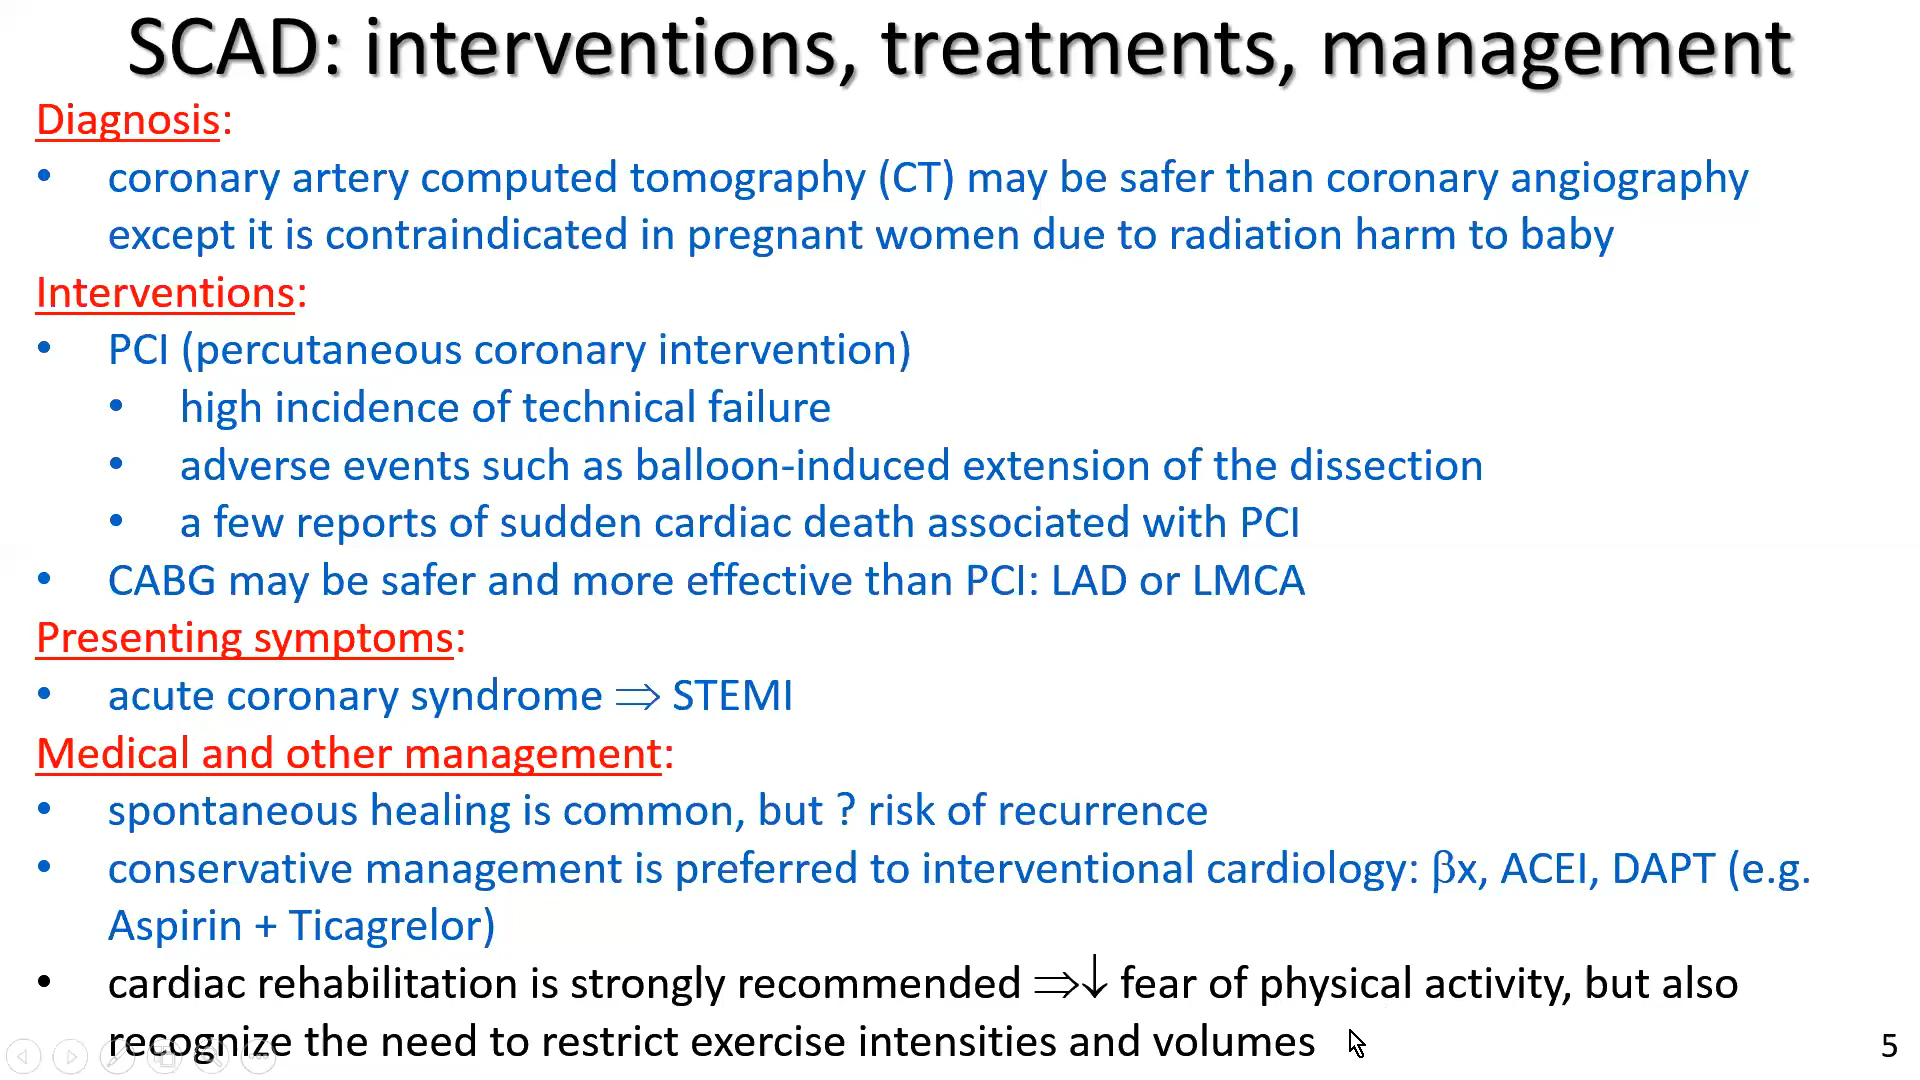 SCAD: interventions, treatments, management
Diagnosis:
• coronary artery computed tomography (CT) may be safer than coronary angiography
except it is contraindicated in pregnant women due to radiation harm to baby
Interventions:
• PCI (percutaneous coronary intervention)
• high incidence of technical failure
• adverse events such as balloon-induced extension of the dissection
• a few reports of sudden cardiac death associated with PCI
• CABG may be safer and more effective than PCI: LAD or LMCA
Presenting symptoms:
• acute coronary syndrome ⇒ STEMI
Medical and other management:
• spontaneous healing is common, but ? risk of recurrence
• conservative management is preferred to interventional cardiology: βx, ACEI, DAPT (e.g.
Aspirin + Ticagrelor)
• cardiac rehabilitation is strongly recommended ⇒↓ fear of physical activity, but also
recognize the need to restrict exercise intensities and volumes
5